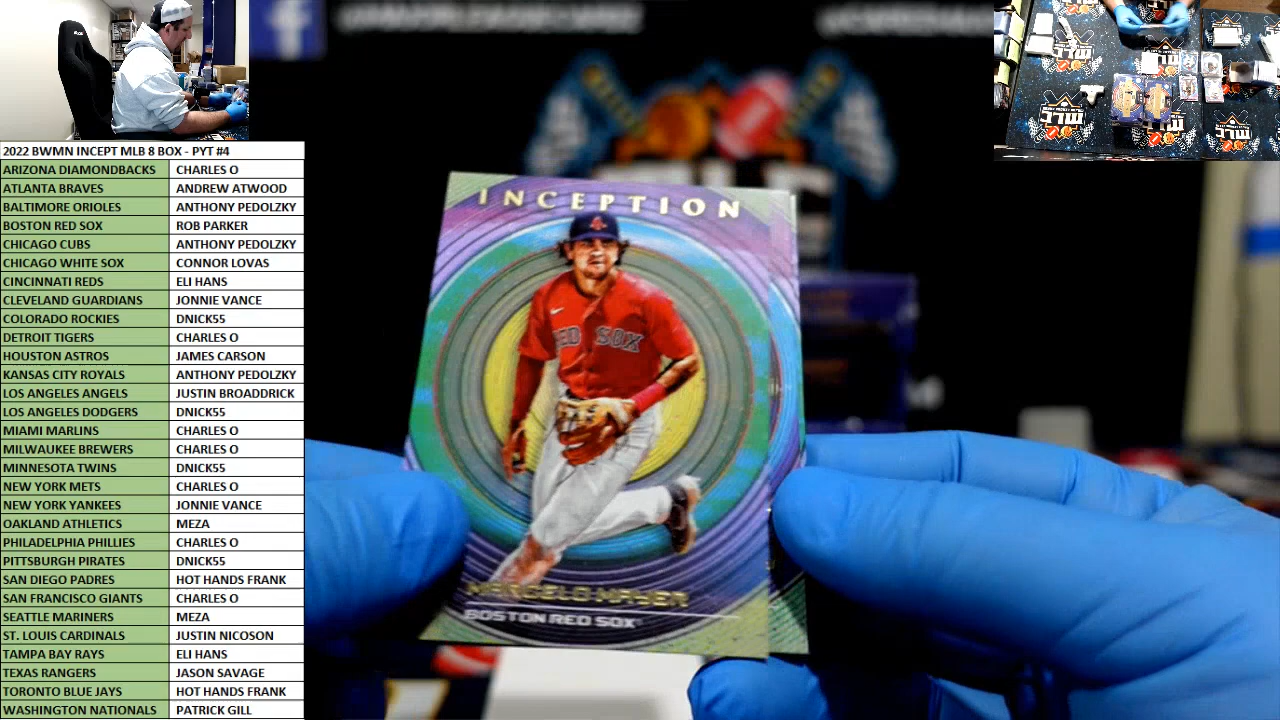 2022 BWMN INCEPT MLB 8 BOX - PYT #4
ARIZONA DIAMONDBACKS CHARLES O
ATLANTA BRAVES ANDREW ATWOOD
BALTIMORE ORIOLES ANTHONY PEDOLZKY
BOSTON RED SOX ROB PARKER
CHICAGO CUBS ANTHONY PEDOLZKY
CHICAGO WHITE SOX CONNOR LOVAS
CINCINNATI REDS ELI HANS
CLEVELAND GUARDIANS JONNIE VANCE
COLORADO ROCKIES DNICK55
DETROIT TIGERS CHARLES O
HOUSTON ASTROS JAMES CARSON
KANSAS CITY ROYALS ANTHONY PEDOLZKY
LOS ANGELES ANGELS JUSTIN BROADDRICK
LOS ANGELES DODGERS DNICK55
MIAMI MARLINS CHARLES O
MILWAUKEE BREWERS CHARLES O
MINNESOTA TWINS DNICK55
NEW YORK METS CHARLES O
NEW YORK YANKEES JONNIE VANCE
OAKLAND ATHLETICS MEZA
PHILADELPHIA PHILLIES CHARLES O
PITTSBURGH PIRATES DNICK55
SAN DIEGO PADRES HOT HANDS FRANK
SAN FRANCISCO GIANTS CHARLES O
SEATTLE MARINERS MEZA
ST. LOUIS CARDINALS JUSTIN NICOSON
TAMPA BAY RAYS ELI HANS
TEXAS RANGERS JASON SAVAGE
TORONTO BLUE JAYS HOT HANDS FRANK
WASHINGTON NATIONALS PATRICK GILL
INCEPTION
RED SOX
MARCELO MAYER
BOSTON RED SOX